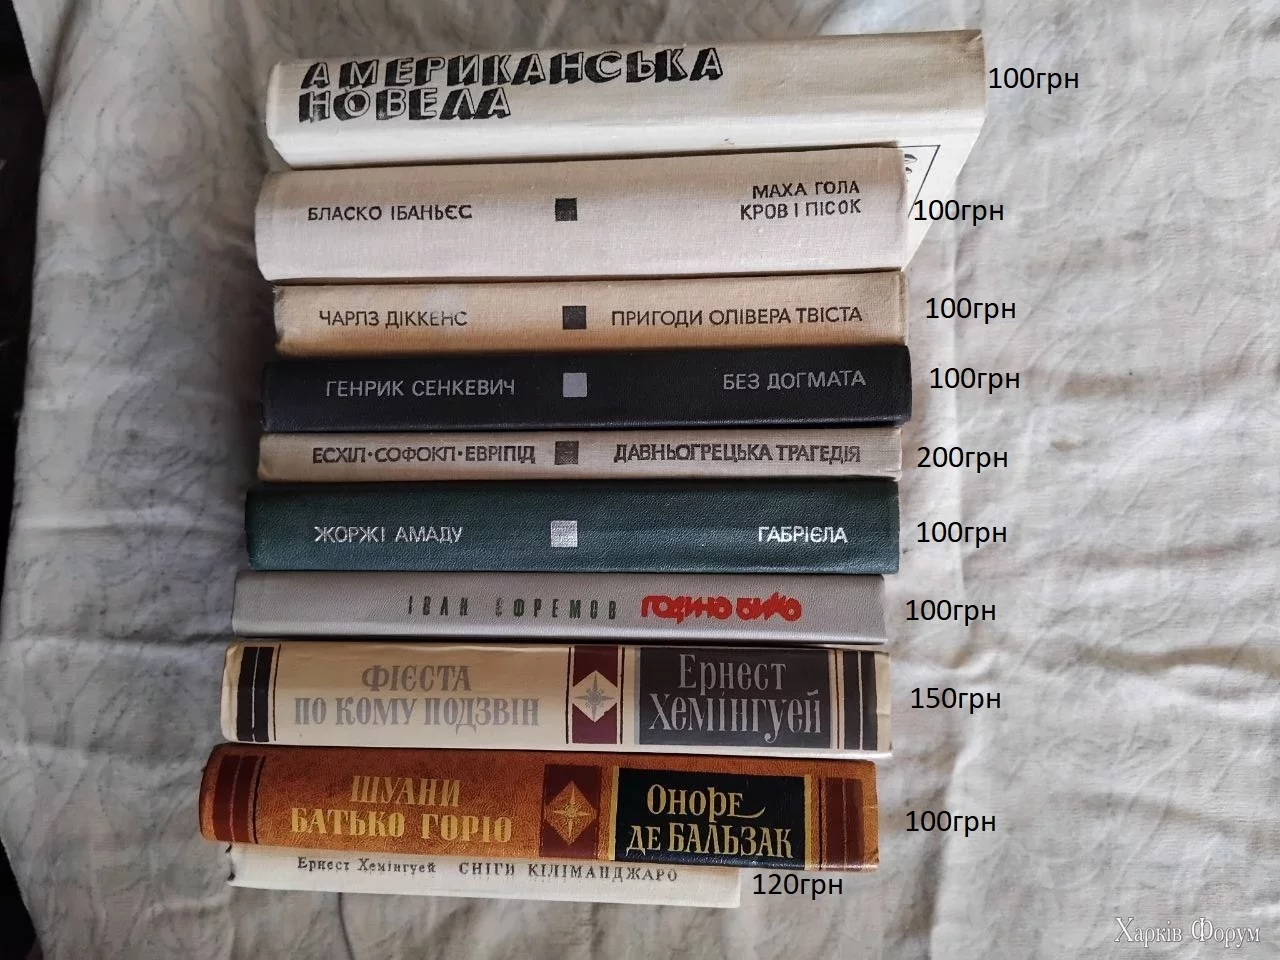 АМЕРИКАНСЬКА
НОВЕЛА
100грн
БЛАСКО ІБАНЬЄС
МАХА ГОЛА
КРОВ І ПІСОК
100грн
ЧАРЛЗ ДІККЕНС
ПРИГОДИ ОЛІВЕРА ТВІСТА
100грн
ГЕНРИК СЕНКЕВИЧ
БЕЗ ДОГМАТА
100грн
ЕСХІЛ·СОФОКЛ·ЕВРІПІД
ДАВНЬОГРЕЦЬКА ТРАГЕДІЯ
200грн
ЖОРЖІ АМАДУ
ГАБРІЄЛА
100грн
ІВАН ЄФРЕМОВ
100грн
ФІЄСТА
ПО КОМУ ПОДЗВІН
Ернест
Хемінгуей
150грн
ШУАНИ
БАТЬКО ГОРІО
Оноре
де Бальзак
100грн
Ернест Хемінгуей СНІГИ КІЛІМАНДЖАРО
120грн
Харків Форум